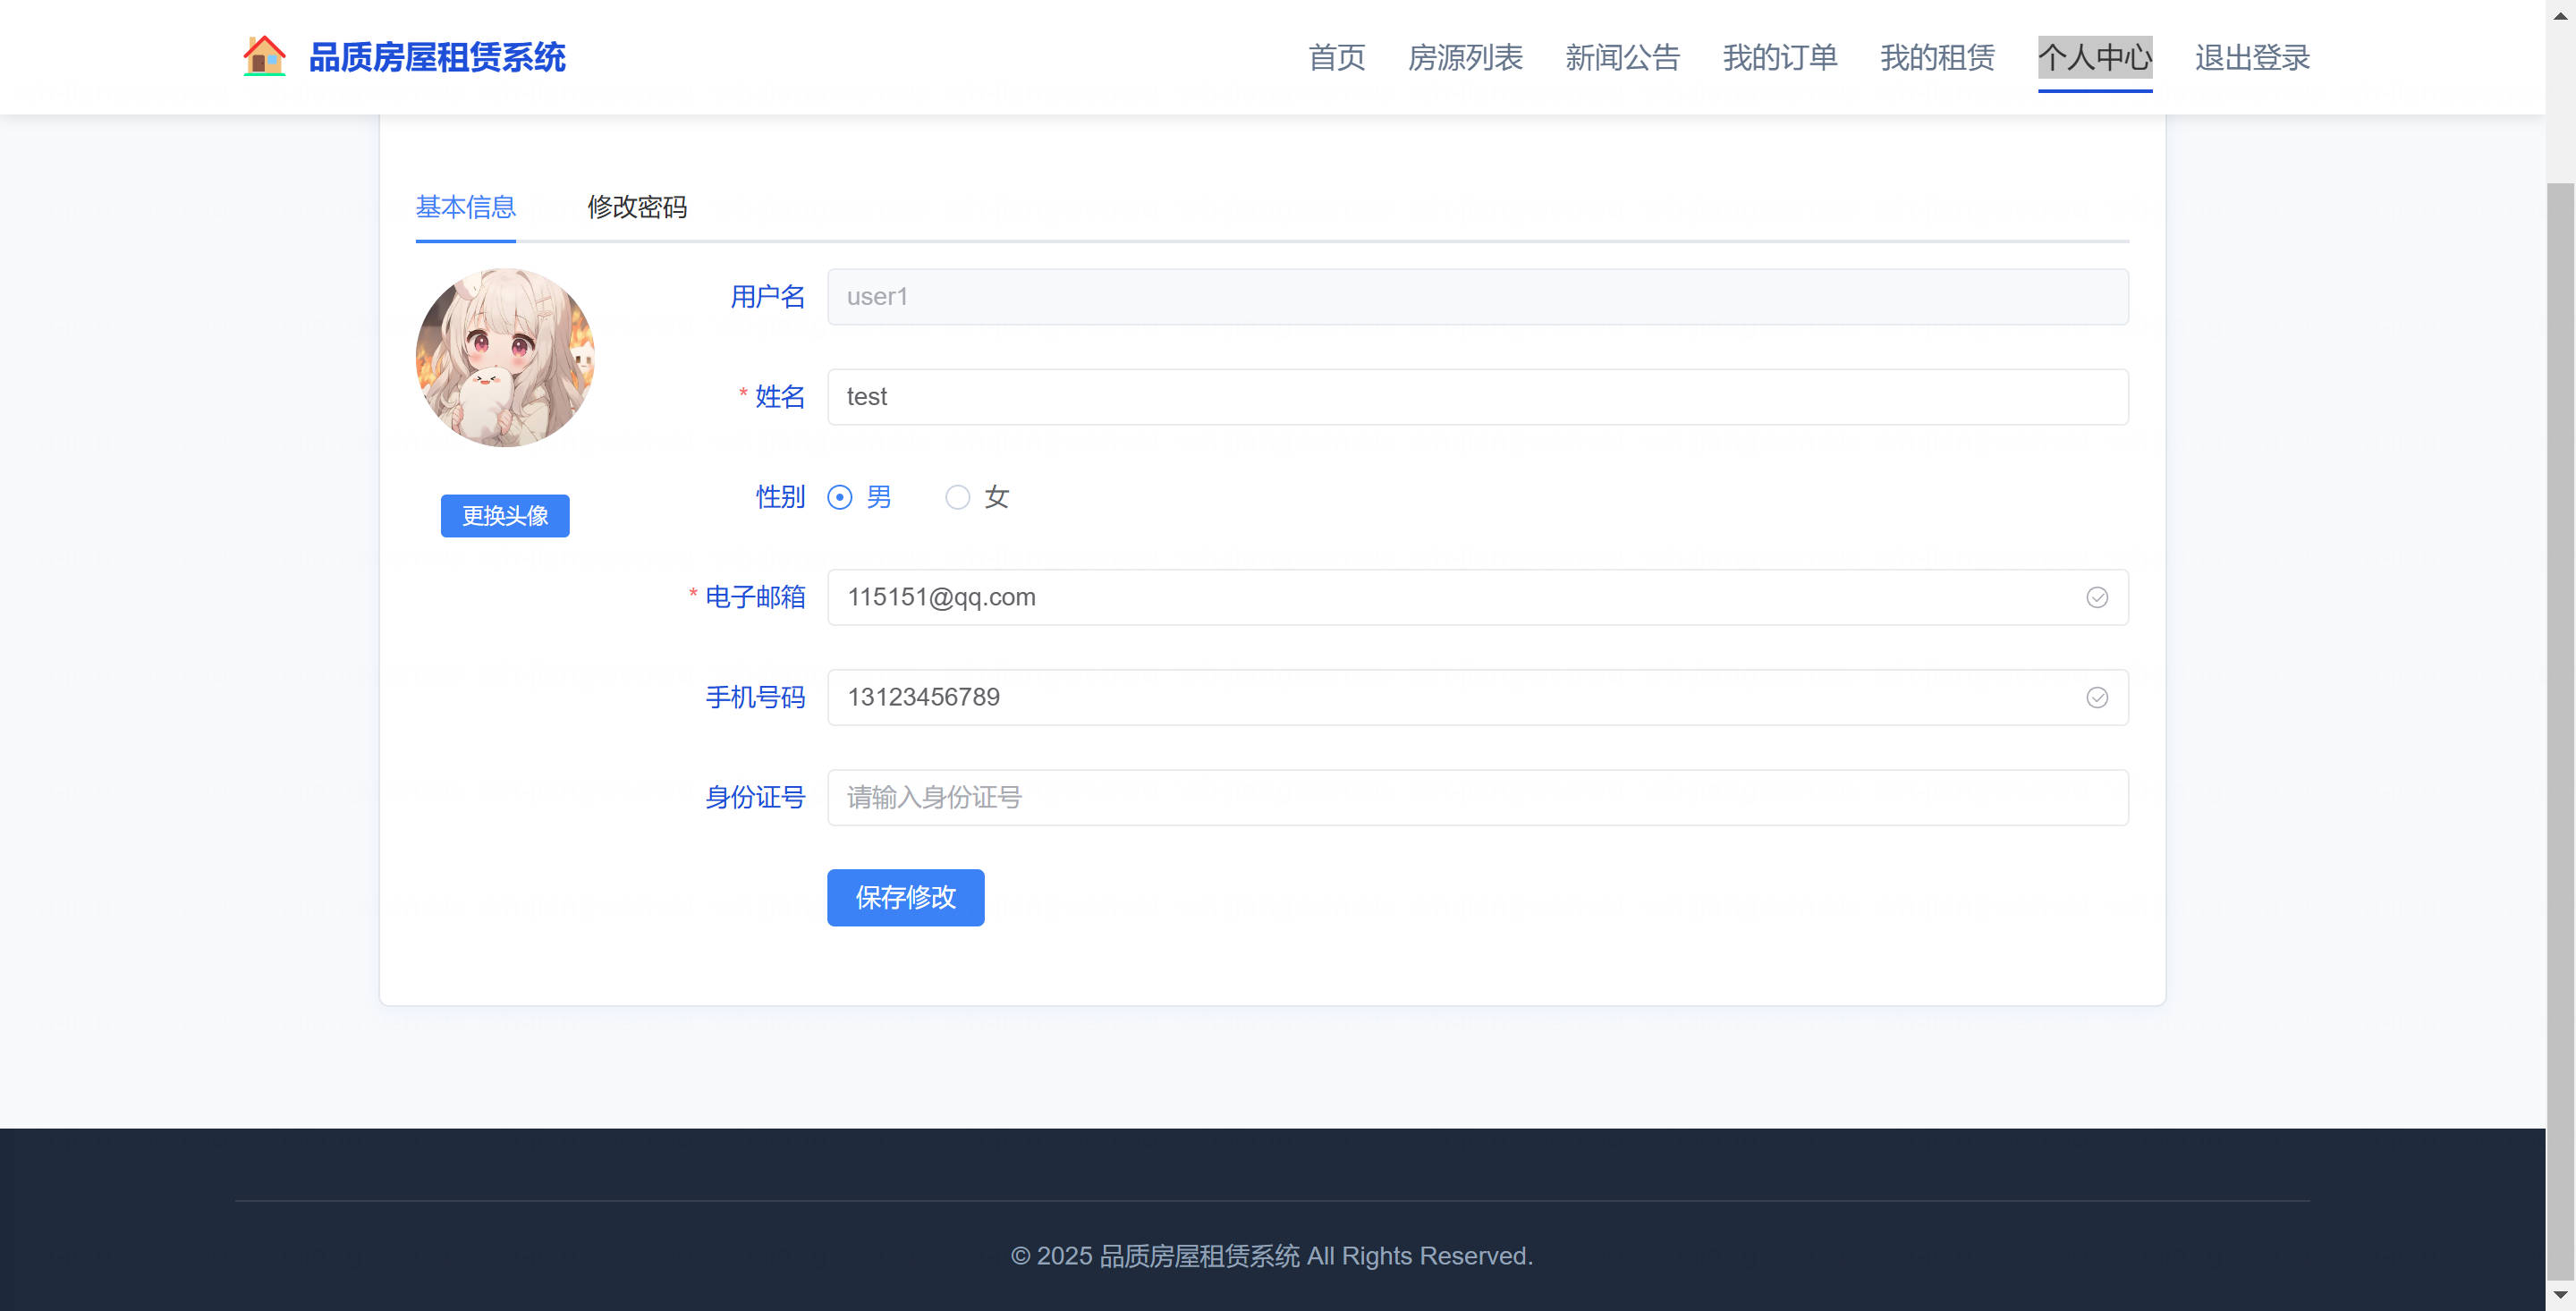 品质房屋租赁系统
首页 房源列表 新闻公告 我的订单 我的租赁 个人中心 退出登录
基本信息 修改密码
用户名 user1
* 姓名 test
性别 男 女
更换头像
* 电子邮箱 115151@qq.com
手机号码 13123456789
身份证号 请输入身份证号
保存修改
© 2025 品质房屋租赁系统 All Rights Reserved.